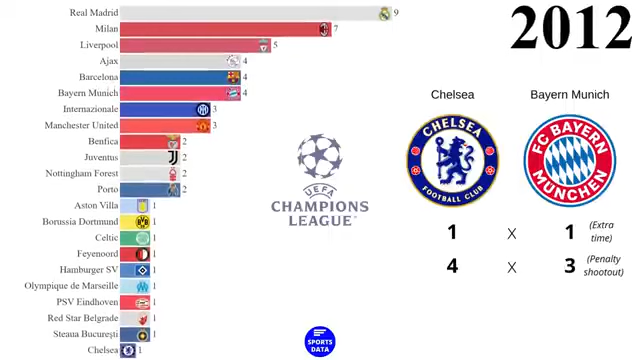 2012
Real Madrid 9
Milan 7
Liverpool 5
Ajax 4
Barcelona 4
Bayern Munich 4
Internazionale 3
Manchester United 3
Benfica 2
Juventus 2
Nottingham Forest 2
Porto 2
Aston Villa 1
Borussia Dortmund 1
Celtic 1
Feyenoord 1
Hamburger SV 1
Olympique de Marseille 1
PSV Eindhoven 1
Red Star Belgrade 1
Steaua București 1
Chelsea 1
UEFA
CHAMPIONS
LEAGUE
SPORTS
DATA
Chelsea Bayern Munich
CHELSEA
FOOTBALL CLUB
FC BAYERN
MÜNCHEN
1 X 1 (Extra
time)
4 X 3 (Penalty
shootout)